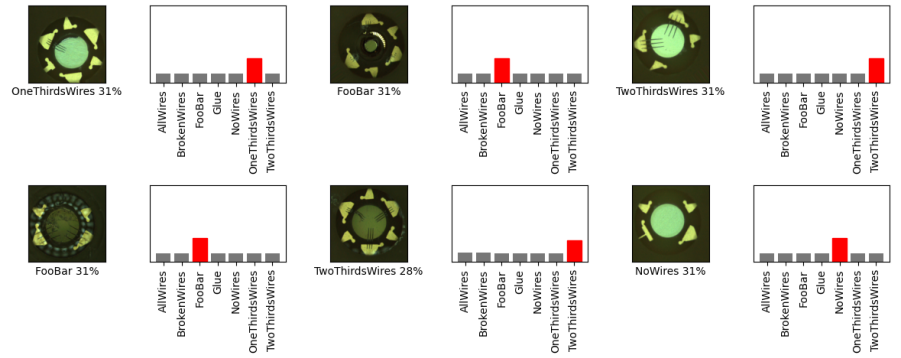 OneThirdsWires 31%
AllWires
BrokenWires
FooBar
Glue
NoWires
OneThirdsWires
TwoThirdsWires
FooBar 31%
AllWires
BrokenWires
FooBar
Glue
NoWires
OneThirdsWires
TwoThirdsWires
TwoThirdsWires 31%
AllWires
BrokenWires
FooBar
Glue
NoWires
OneThirdsWires
TwoThirdsWires
FooBar 31%
AllWires
BrokenWires
FooBar
Glue
NoWires
OneThirdsWires
TwoThirdsWires
TwoThirdsWires 28%
AllWires
BrokenWires
FooBar
Glue
NoWires
OneThirdsWires
TwoThirdsWires
NoWires 31%
AllWires
BrokenWires
FooBar
Glue
NoWires
OneThirdsWires
TwoThirdsWires